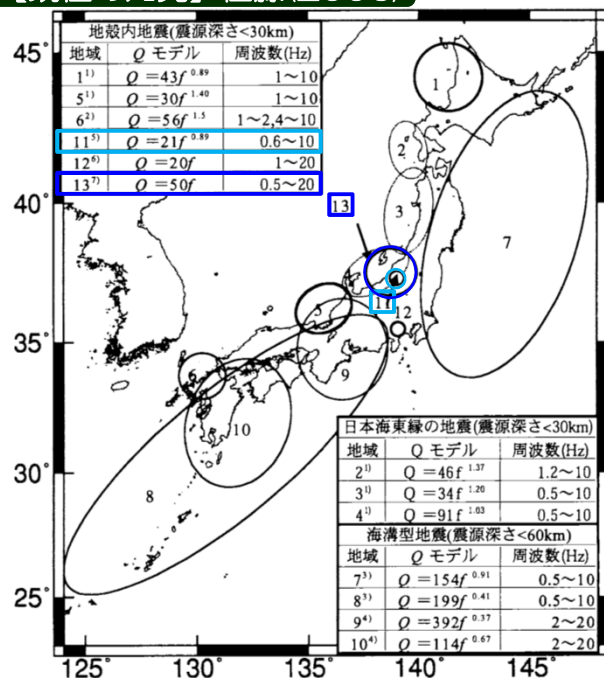 地殻内地震(震源深さ<30km)
地域 Q モデル 周波数(Hz)
1¹⁾ Q =43f ⁰·⁸⁹ 1～10
5¹⁾ Q =30f ¹·⁴⁰ 1～10
6²⁾ Q =56f ¹·⁵ 1～2,4～10
11⁵⁾ Q =21f ⁰·⁸⁹ 0.6～10
12⁶⁾ Q =20f 1～20
13⁷⁾ Q =50f 0.5～20
45°
40°
35°
30°
25°
1
2
3
7
13
11
12
5
6
9
10
8
日本海東縁の地震(震源深さ<30km)
地域 Q モデル 周波数(Hz)
2¹⁾ Q =46f ¹·³⁷ 1.2～10
3¹⁾ Q =34f ¹·²⁰ 0.5～10
4¹⁾ Q =91f ¹·⁰³ 0.5～10
海溝型地震(震源深さ<60km)
地域 Q モデル 周波数(Hz)
7³⁾ Q =154f ⁰·⁹¹ 0.5～10
8³⁾ Q =199f ⁰·⁴¹ 0.5～10
9⁴⁾ Q =392f ⁰·³⁷ 2～20
10⁴⁾ Q =114f ⁰·⁶⁷ 2～20
125° 130° 135° 140° 145°